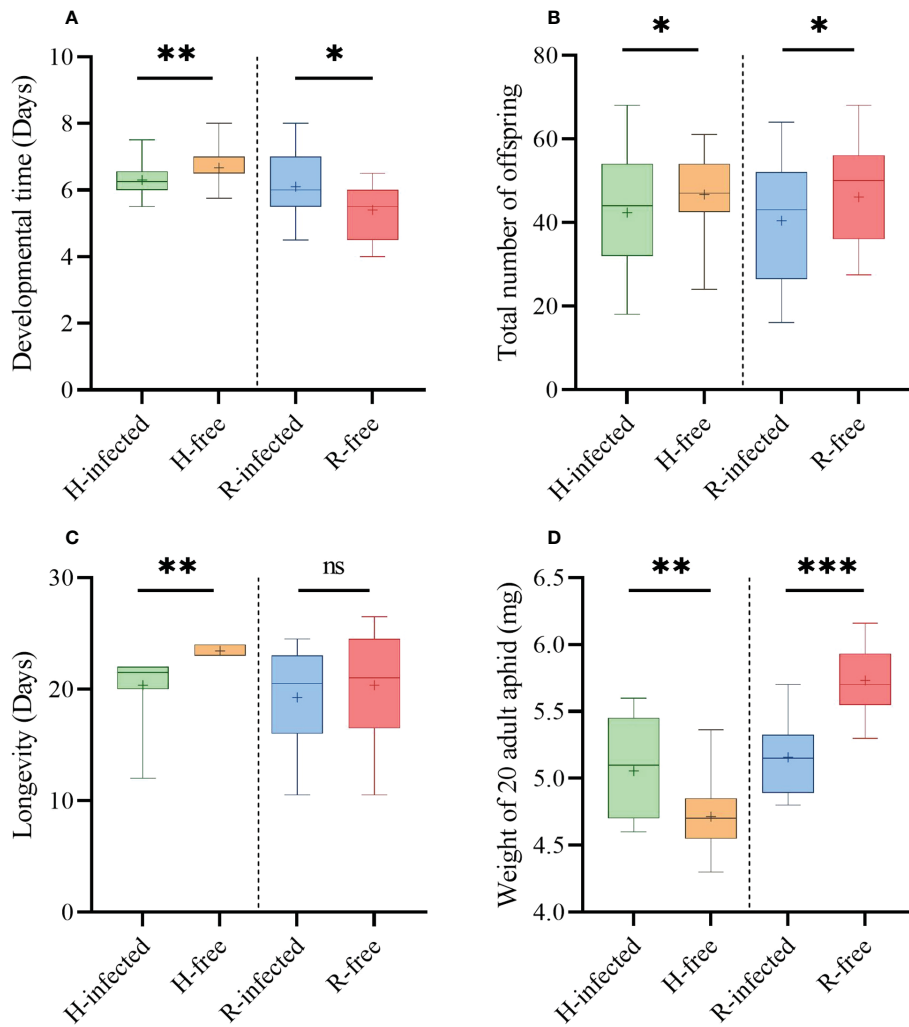 A
Developmental time (Days)
10
8
6
4
2
0
**
*
H-infected
H-free
R-infected
R-free
B
Total number of offspring
80
60
40
20
0
*
*
H-infected
H-free
R-infected
R-free
C
Longevity (Days)
30
20
10
0
**
ns
H-infected
H-free
R-infected
R-free
D
Weight of 20 adult aphid (mg)
6.5
6.0
5.5
5.0
4.5
4.0
**
***
H-infected
H-free
R-infected
R-free